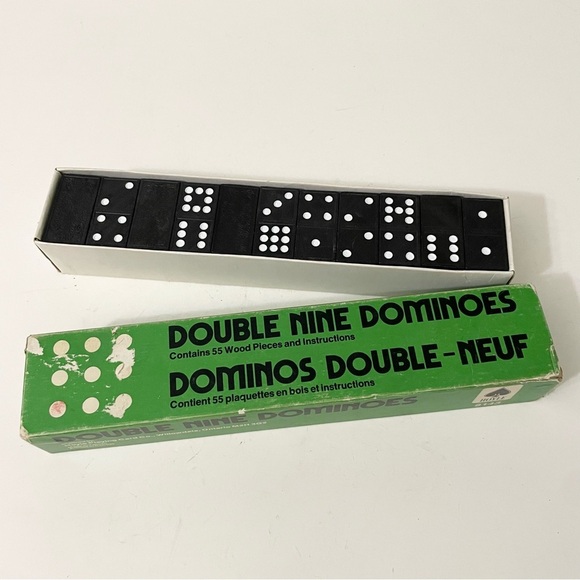 DOUBLE NINE DOMINOES
Contains 55 Wood Pieces and Instructions
DOMINOS DOUBLE-NEUF
Contient 55 plaquettes en bois et instructions
DOUBLE NINE DOMINOES